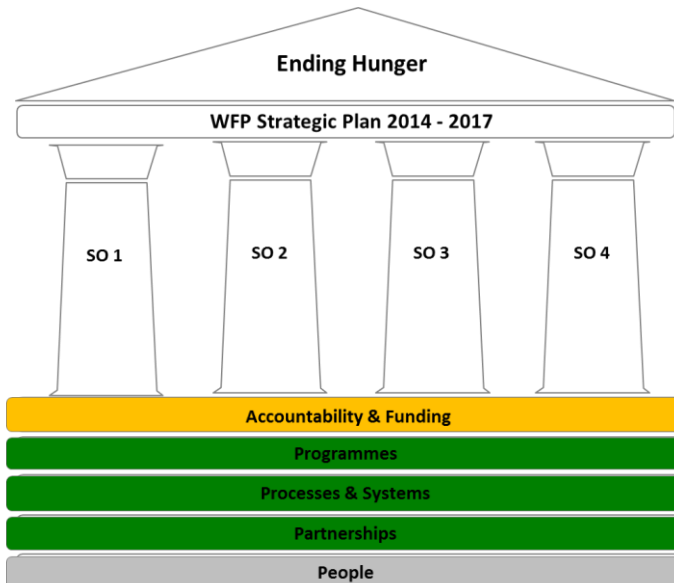 Ending Hunger
WFP Strategic Plan 2014 - 2017
SO 1
SO 2
SO 3
SO 4
Accountability & Funding
Programmes
Processes & Systems
Partnerships
People